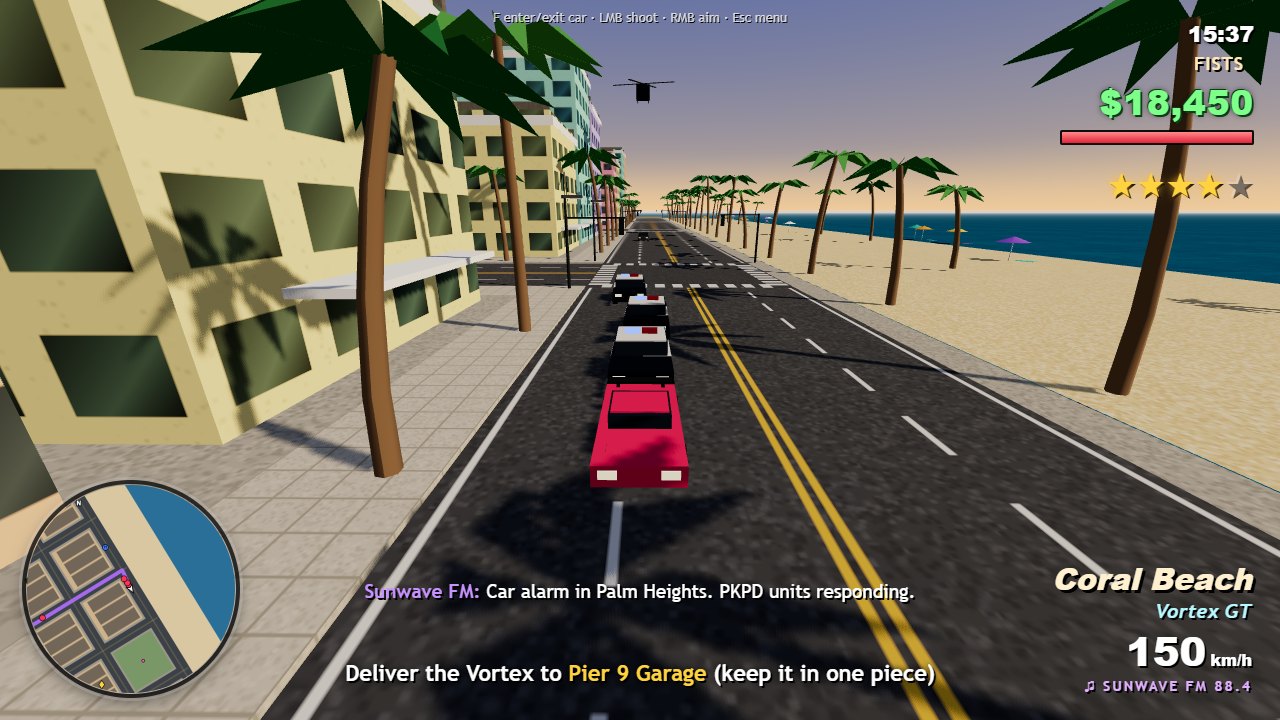 F enter/exit car · LMB shoot · RMB aim · Esc menu
15:37
FISTS
$18,450
N
Sunwave FM: Car alarm in Palm Heights. PKPD units responding.
Coral Beach
Vortex GT
150 km/h
Deliver the Vortex to Pier 9 Garage (keep it in one piece)
♫ SUNWAVE FM 88.4